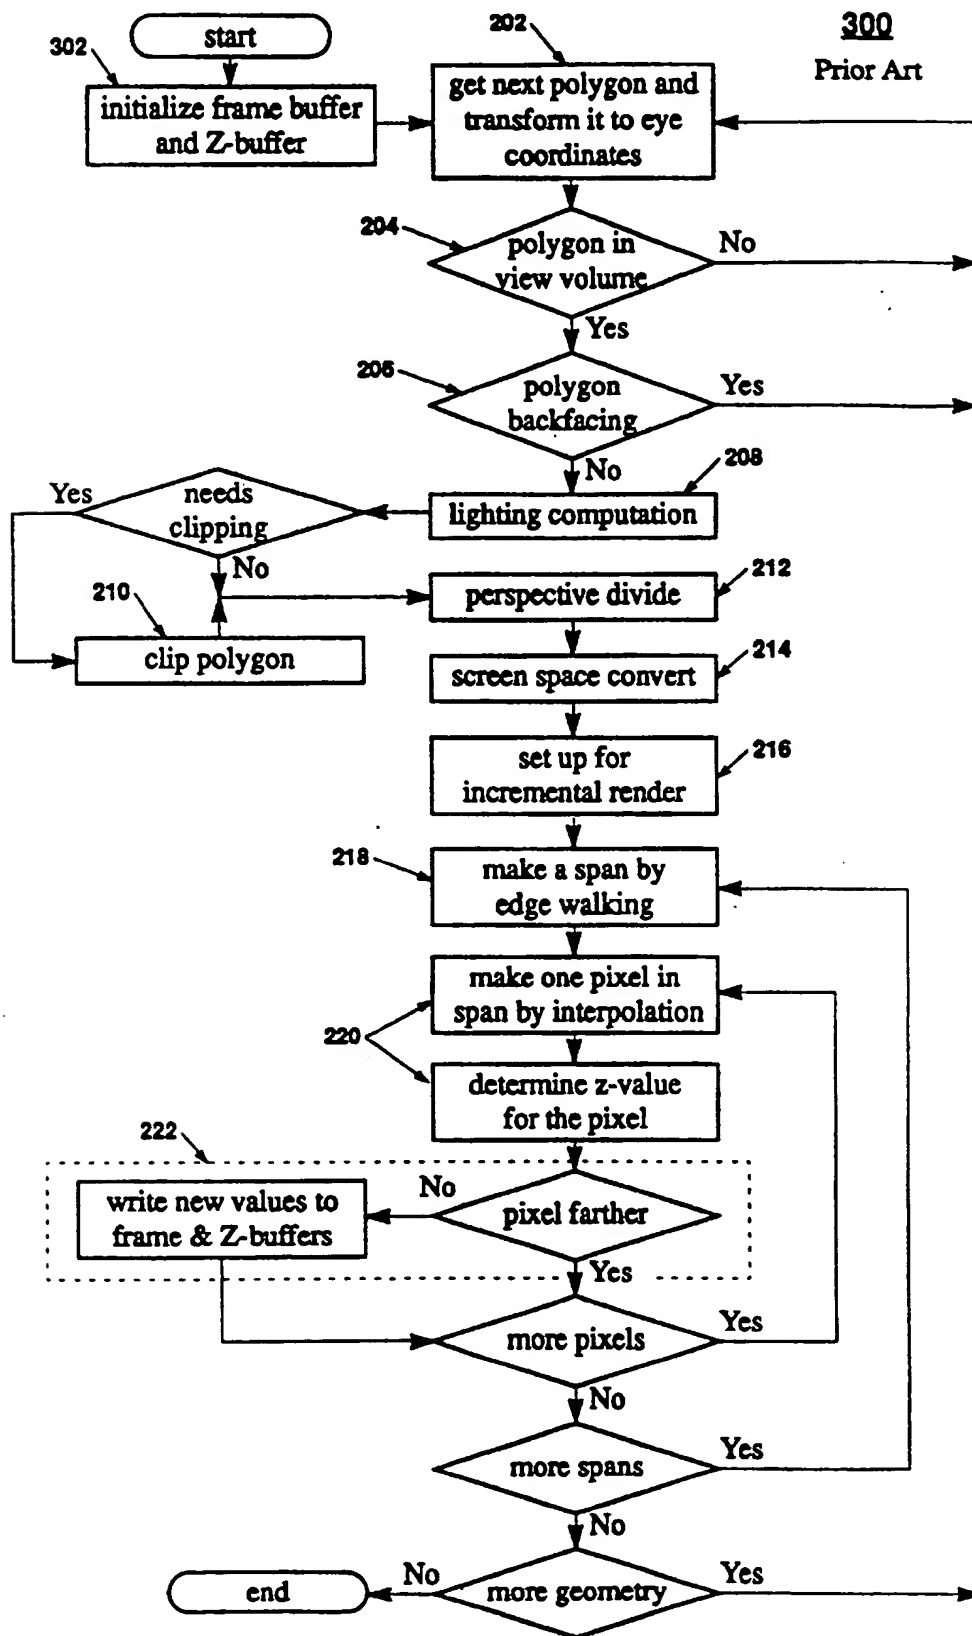 300
Prior Art
start
302
initialize frame buffer
and Z-buffer
202
get next polygon and
transform it to eye
coordinates
204
polygon in
view volume
No
Yes
206
polygon
backfacing
Yes
No
208
lighting computation
needs
clipping
Yes
No
210
clip polygon
212
perspective divide
214
screen space convert
216
set up for
incremental render
218
make a span by
edge walking
make one pixel in
span by interpolation
220
determine z-value
for the pixel
222
write new values to
frame & Z-buffers
No
pixel farther
Yes
more pixels
Yes
No
more spans
Yes
No
more geometry
Yes
No
end